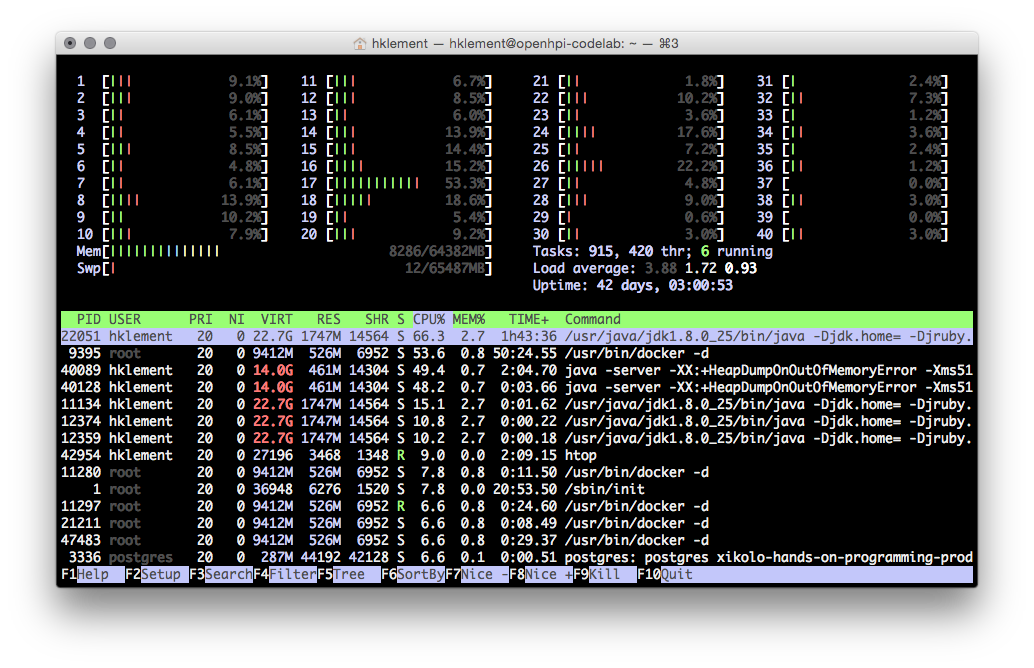 hklement — hklement@openhpi-codelab: ~ — ⌘3
1 [||| 9.1%] 11 [||| 6.7%] 21 [|| 1.8%] 31 [| 2.4%]
2 [||| 9.0%] 12 [||| 8.5%] 22 [||| 10.2%] 32 [|| 7.3%]
3 [|| 6.1%] 13 [|| 6.0%] 23 [|| 3.6%] 33 [| 1.2%]
4 [|| 5.5%] 14 [||| 13.9%] 24 [|||| 17.6%] 34 [|| 3.6%]
5 [||| 8.5%] 15 [||| 14.4%] 25 [|| 7.2%] 35 [| 2.4%]
6 [|| 4.8%] 16 [|||| 15.2%] 26 [||||| 22.2%] 36 [|| 1.2%]
7 [|| 6.1%] 17 [||||||||||| 53.3%] 27 [|| 4.8%] 37 [ 0.0%]
8 [|||| 13.9%] 18 [||||| 18.6%] 28 [||| 9.0%] 38 [|| 3.0%]
9 [|| 10.2%] 19 [|| 5.4%] 29 [| 0.6%] 39 [ 0.0%]
10 [||| 7.9%] 20 [||| 9.2%] 30 [|| 3.0%] 40 [|| 3.0%]
Mem[|||||||||||||| 8286/64382MB] Tasks: 915, 420 thr; 6 running
Swp[| 12/65487MB] Load average: 3.88 1.72 0.93
Uptime: 42 days, 03:00:53
PID USER PRI NI VIRT RES SHR S CPU% MEM% TIME+ Command
22051 hklement 20 0 22.7G 1747M 14564 S 66.3 2.7 1h43:36 /usr/java/jdk1.8.0_25/bin/java -Djdk.home= -Djruby.
9395 root 20 0 9412M 526M 6952 S 53.6 0.8 50:24.55 /usr/bin/docker -d
40089 hklement 20 0 14.0G 461M 14304 S 49.4 0.7 2:04.70 java -server -XX:+HeapDumpOnOutOfMemoryError -Xms51
40128 hklement 20 0 14.0G 461M 14304 S 48.2 0.7 0:03.66 java -server -XX:+HeapDumpOnOutOfMemoryError -Xms51
11134 hklement 20 0 22.7G 1747M 14564 S 15.1 2.7 0:01.62 /usr/java/jdk1.8.0_25/bin/java -Djdk.home= -Djruby.
12374 hklement 20 0 22.7G 1747M 14564 S 10.8 2.7 0:00.22 /usr/java/jdk1.8.0_25/bin/java -Djdk.home= -Djruby.
12359 hklement 20 0 22.7G 1747M 14564 S 10.2 2.7 0:00.18 /usr/java/jdk1.8.0_25/bin/java -Djdk.home= -Djruby.
42954 hklement 20 0 27196 3468 1348 R 9.0 0.0 2:09.15 htop
11280 root 20 0 9412M 526M 6952 S 7.8 0.8 0:11.50 /usr/bin/docker -d
1 root 20 0 36948 6276 1520 S 7.8 0.0 20:53.50 /sbin/init
11297 root 20 0 9412M 526M 6952 R 6.6 0.8 0:24.60 /usr/bin/docker -d
21211 root 20 0 9412M 526M 6952 S 6.6 0.8 0:08.49 /usr/bin/docker -d
47483 root 20 0 9412M 526M 6952 S 6.6 0.8 0:29.37 /usr/bin/docker -d
3336 postgres 20 0 287M 44192 42128 S 6.6 0.1 0:00.51 postgres: postgres xikolo-hands-on-programming-prod
F1Help F2Setup F3SearchF4FilterF5Tree F6SortByF7Nice -F8Nice +F9Kill F10Quit